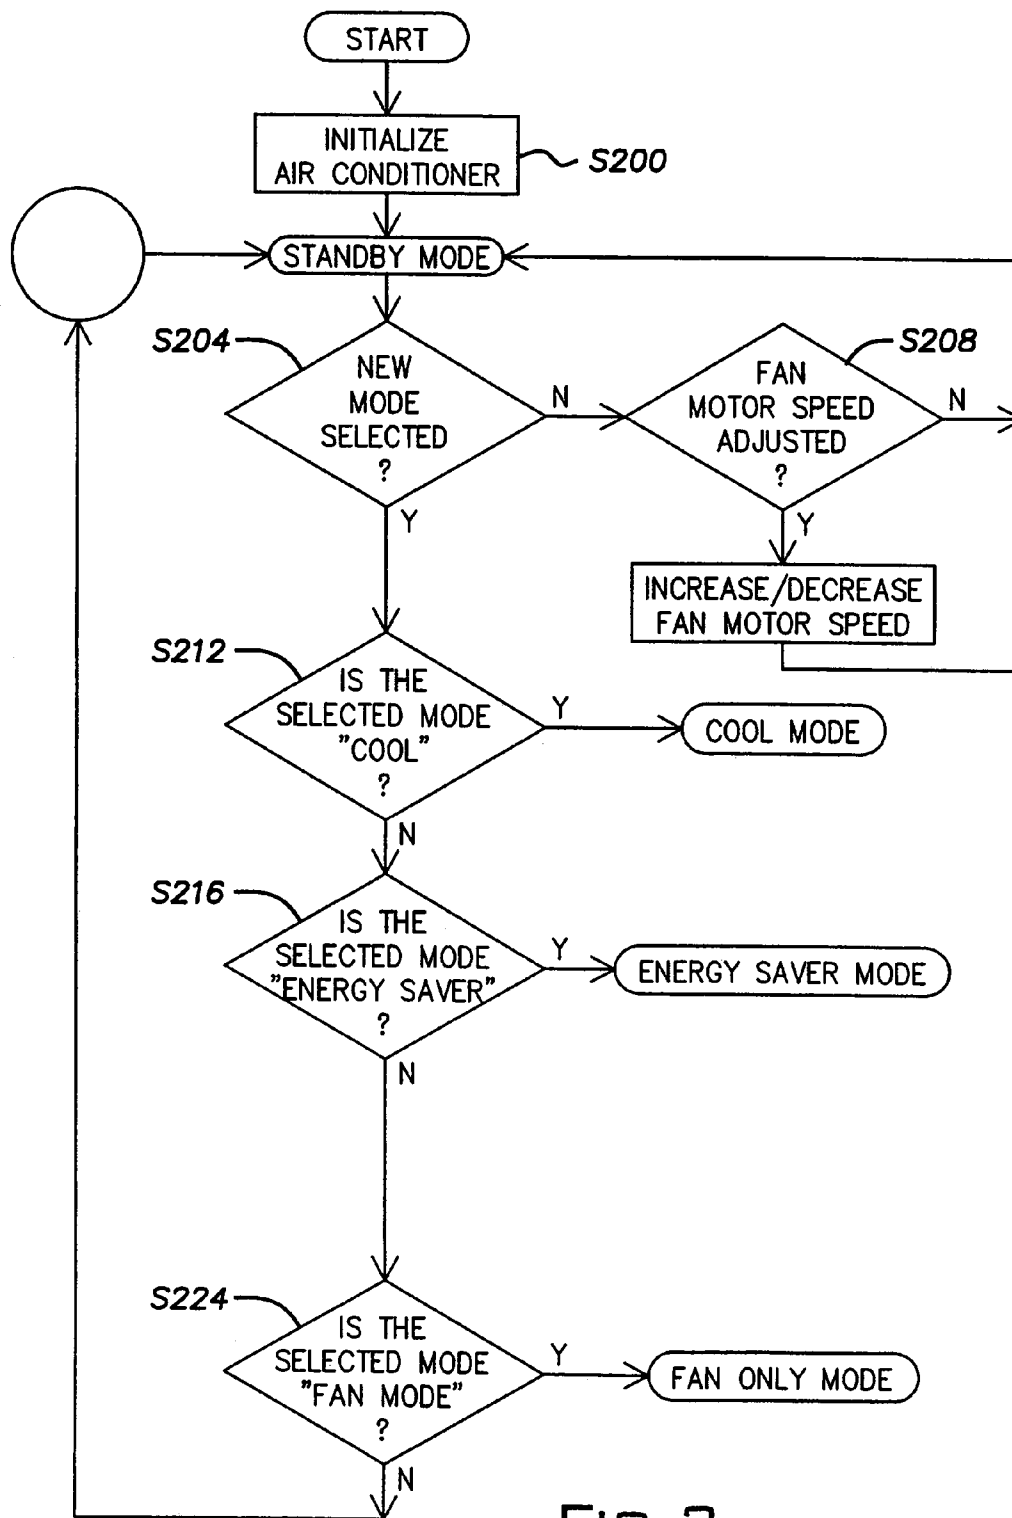 START
INITIALIZE
AIR CONDITIONER
S200
STANDBY MODE
S204
NEW
MODE
SELECTED
?
N
Y
S208
FAN
MOTOR SPEED
ADJUSTED
?
N
Y
INCREASE/DECREASE
FAN MOTOR SPEED
S212
IS THE
SELECTED MODE
"COOL"
?
Y
COOL MODE
N
S216
IS THE
SELECTED MODE
"ENERGY SAVER"
?
Y
ENERGY SAVER MODE
N
S224
IS THE
SELECTED MODE
"FAN MODE"
?
Y
FAN ONLY MODE
N